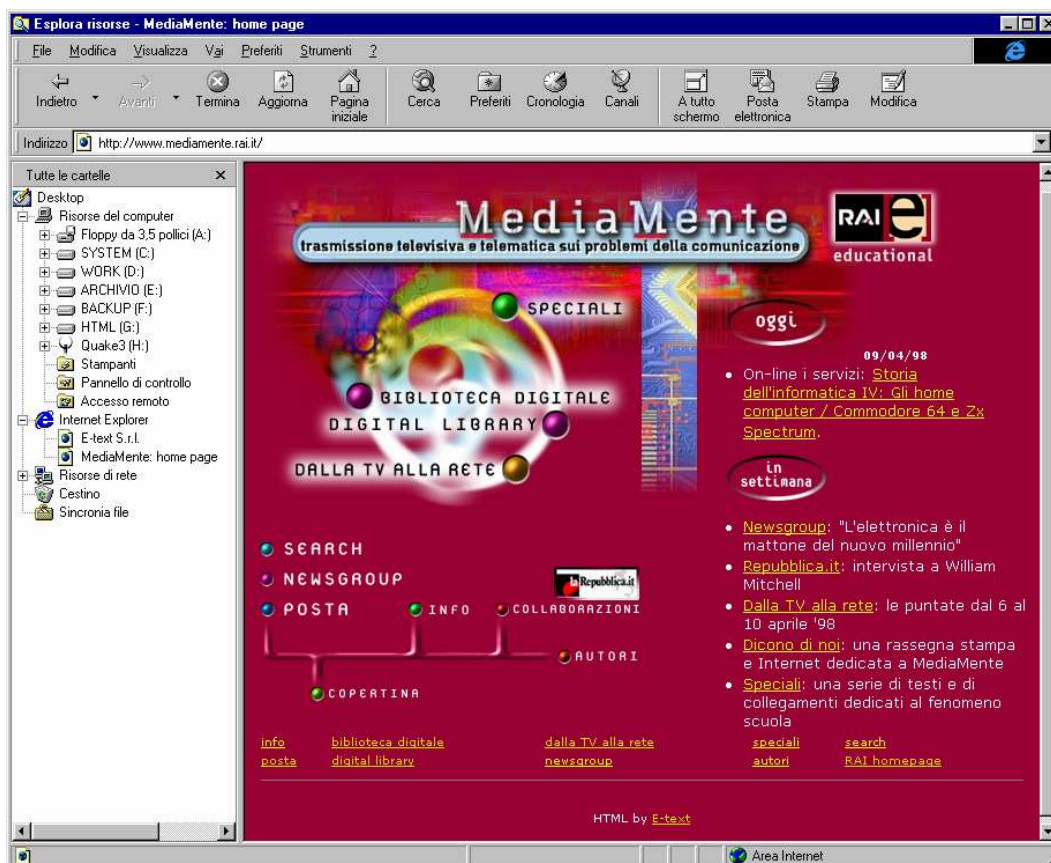 Esplora risorse - MediaMente: home page
File Modifica Visualizza Vai Preferiti Strumenti ?
Indietro Avanti Termina Aggiorna Pagina iniziale Cerca Preferiti Cronologia Canali A tutto schermo Posta elettronica Stampa Modifica
Indirizzo http://www.mediamente.rai.it/
Tutte le cartelle
Desktop
Risorse del computer
Floppy da 3,5 pollici (A:)
SYSTEM (C:)
WORK (D:)
ARCHIVIO (E:)
BACKUP (F:)
HTML (G:)
Quake3 (H:)
Stampanti
Pannello di controllo
Accesso remoto
Internet Explorer
E-text S.r.l.
MediaMente: home page
Risorse di rete
Cestino
Sincronia file
MediaMente
trasmissione televisiva e telematica sui problemi della comunicazione
RAI e
educational
SPECIALI
BIBLIOTECA DIGITALE
DIGITAL LIBRARY
DALLA TV ALLA RETE
oggi
09/04/98
On-line i servizi: Storia
dell'informatica IV: Gli home
computer / Commodore 64 e Zx
Spectrum.
in
settimana
Newsgroup: "L'elettronica è il
mattone del nuovo millennio"
Repubblica.it: intervista a William
Mitchell
Dalla TV alla rete: le puntate dal 6 al
10 aprile '98
Dicono di noi: una rassegna stampa
e Internet dedicata a MediaMente
Speciali: una serie di testi e di
collegamenti dedicati al fenomeno
scuola
SEARCH
NEWSGROUP
la Repubblica.it
POSTA INFO COLLABORAZIONI
AUTORI
COPERTINA
info biblioteca digitale dalla TV alla rete speciali search
posta digital library newsgroup autori RAI homepage
HTML by E-text
Area Internet